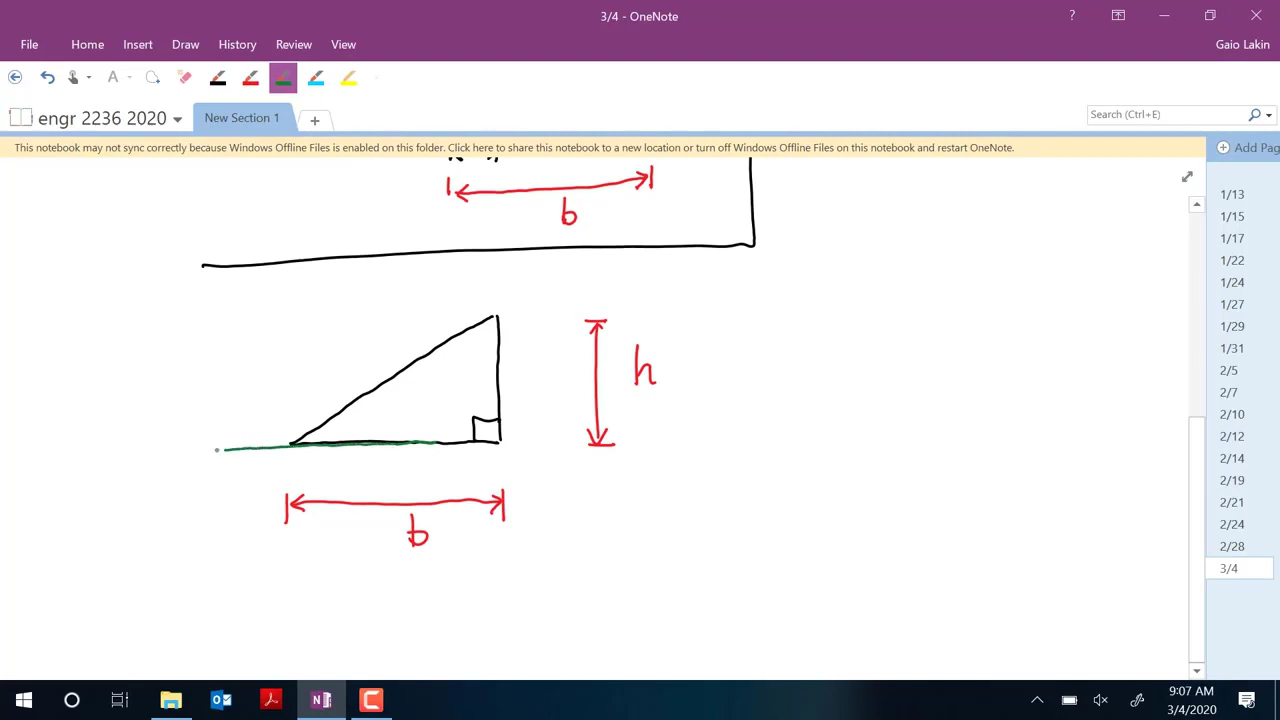 3/4 - OneNote
?
File Home Insert Draw History Review View
Gaio Lakin
A
engr 2236 2020
New Section 1
+
Search (Ctrl+E)
This notebook may not sync correctly because Windows Offline Files is enabled on this folder. Click here to share this notebook to a new location or turn off Windows Offline Files on this notebook and restart OneNote.
Add Pag
1/13
1/15
1/17
1/22
1/24
1/27
1/29
1/31
2/5
2/7
2/10
2/12
2/14
2/19
2/21
2/24
2/28
3/4
b
h
b
9:07 AM
3/4/2020